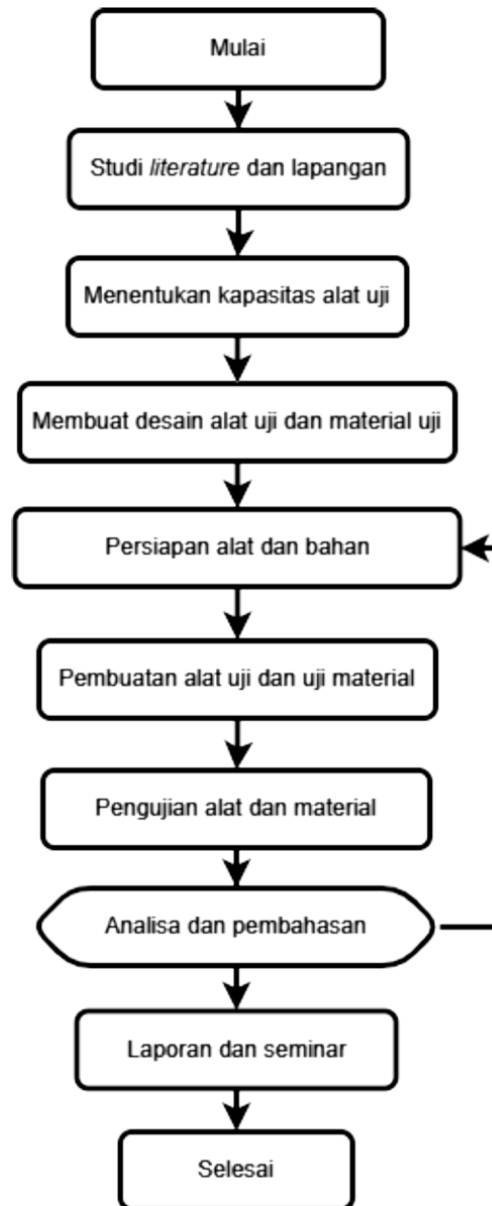 Mulai
Studi literature dan lapangan
Menentukan kapasitas alat uji
Membuat desain alat uji dan material uji
Persiapan alat dan bahan
Pembuatan alat uji dan uji material
Pengujian alat dan material
Analisa dan pembahasan
Laporan dan seminar
Selesai